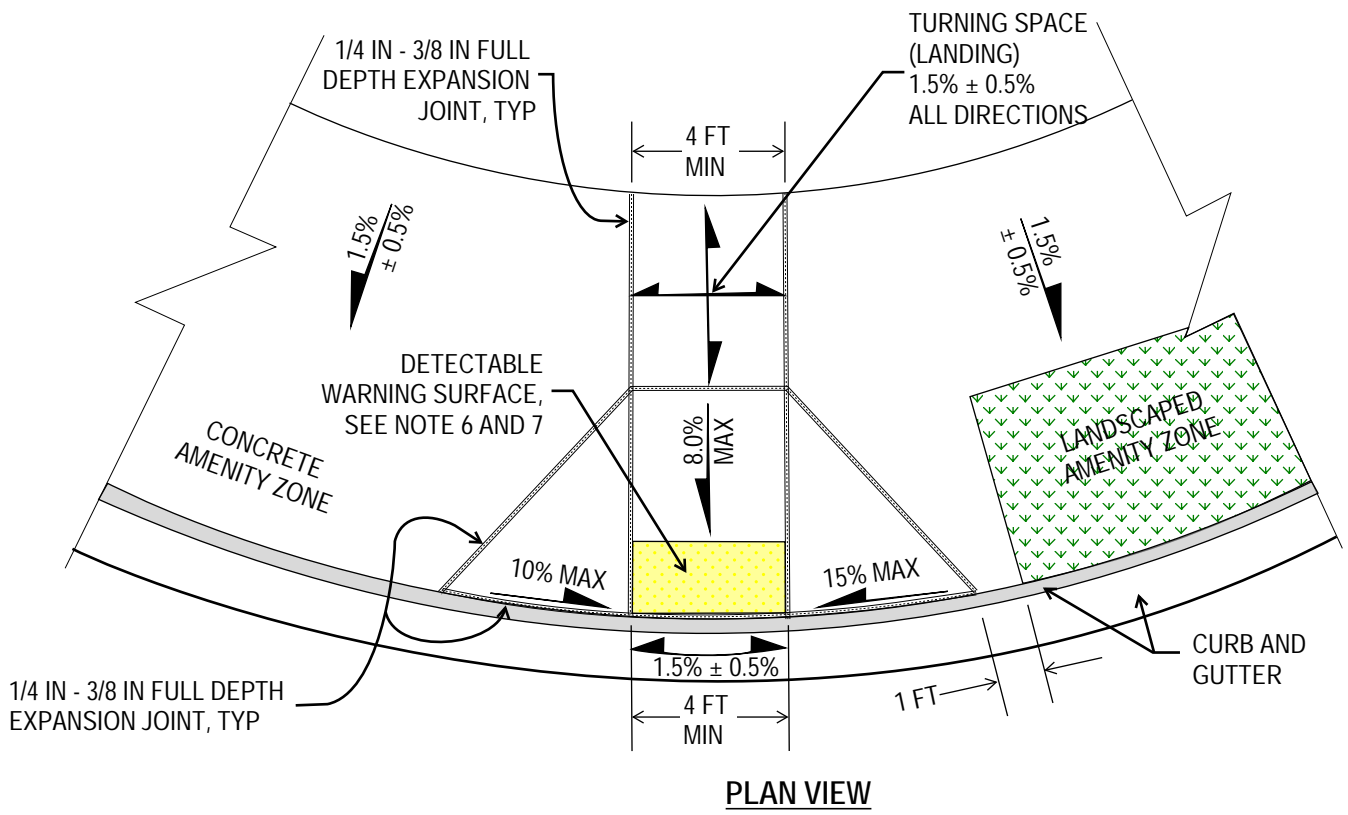 TURNING SPACE
(LANDING)
1.5% ± 0.5%
ALL DIRECTIONS
1/4 IN - 3/8 IN FULL
DEPTH EXPANSION
JOINT, TYP
4 FT
MIN
1.5%
± 0.5%
1.5%
± 0.5%
DETECTABLE
WARNING SURFACE,
SEE NOTE 6 AND 7
8.0%
MAX
CONCRETE
AMENITY ZONE
LANDSCAPED
AMENITY ZONE
10% MAX
15% MAX
1.5% ± 0.5%
CURB AND
GUTTER
1/4 IN - 3/8 IN FULL DEPTH
EXPANSION JOINT, TYP
4 FT
MIN
1 FT
PLAN VIEW